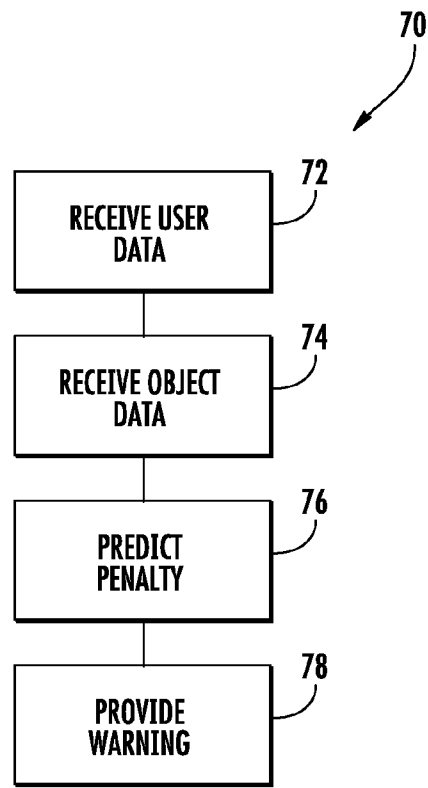 70
72
RECEIVE USER
DATA
74
RECEIVE OBJECT
DATA
76
PREDICT
PENALTY
78
PROVIDE
WARNING